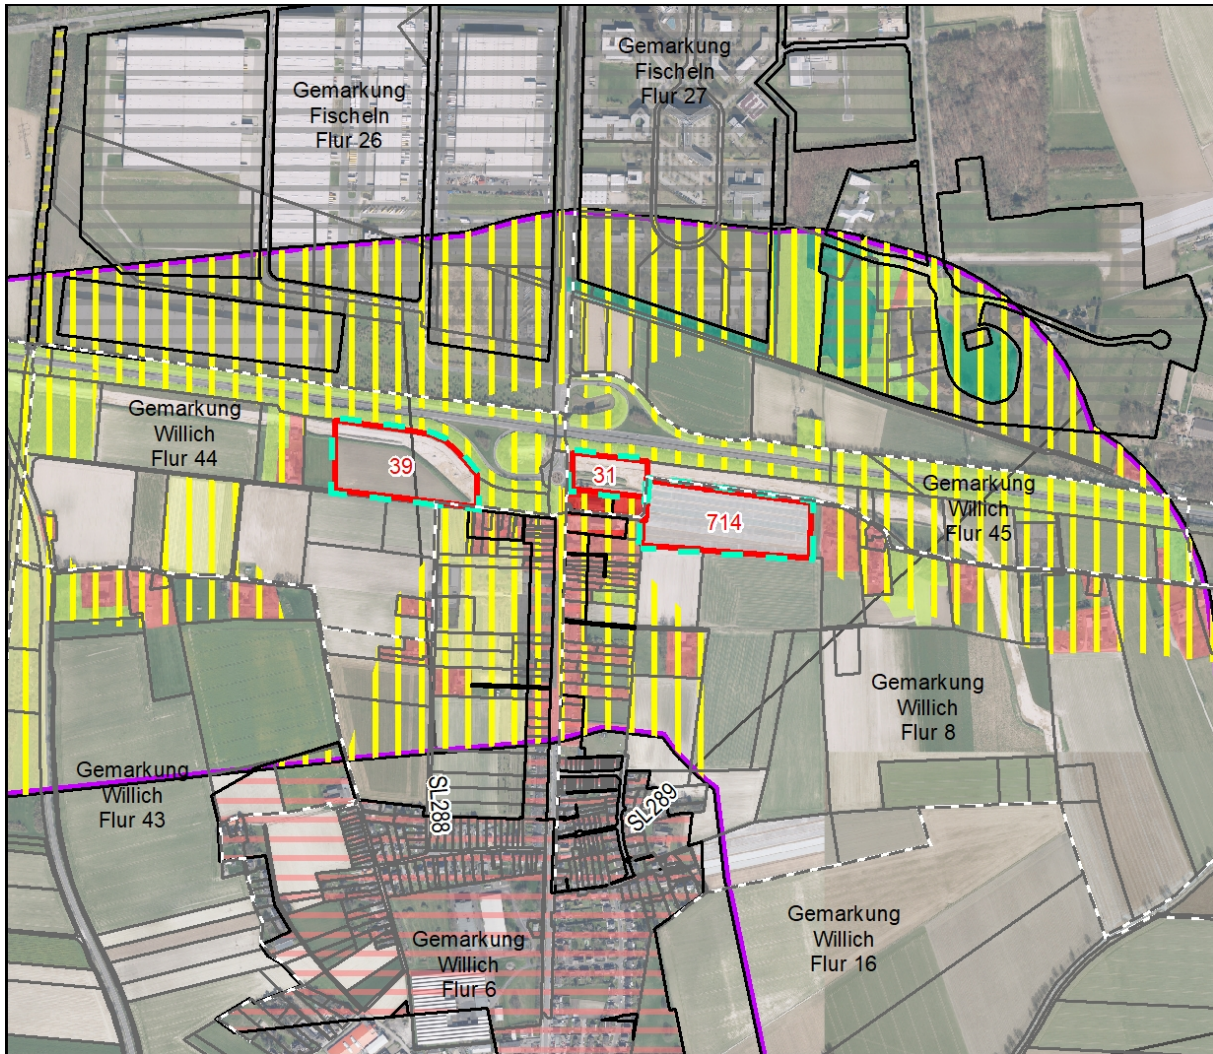 Gemarkung
Fischeln
Flur 27
Gemarkung
Fischeln
Flur 26
Gemarkung
Willich
Flur 44
39
31
714
Gemarkung
Willich
Flur 45
Gemarkung
Willich
Flur 8
Gemarkung
Willich
Flur 43
SL288
SL289
Gemarkung
Willich
Flur 16
Gemarkung
Willich
Flur 6